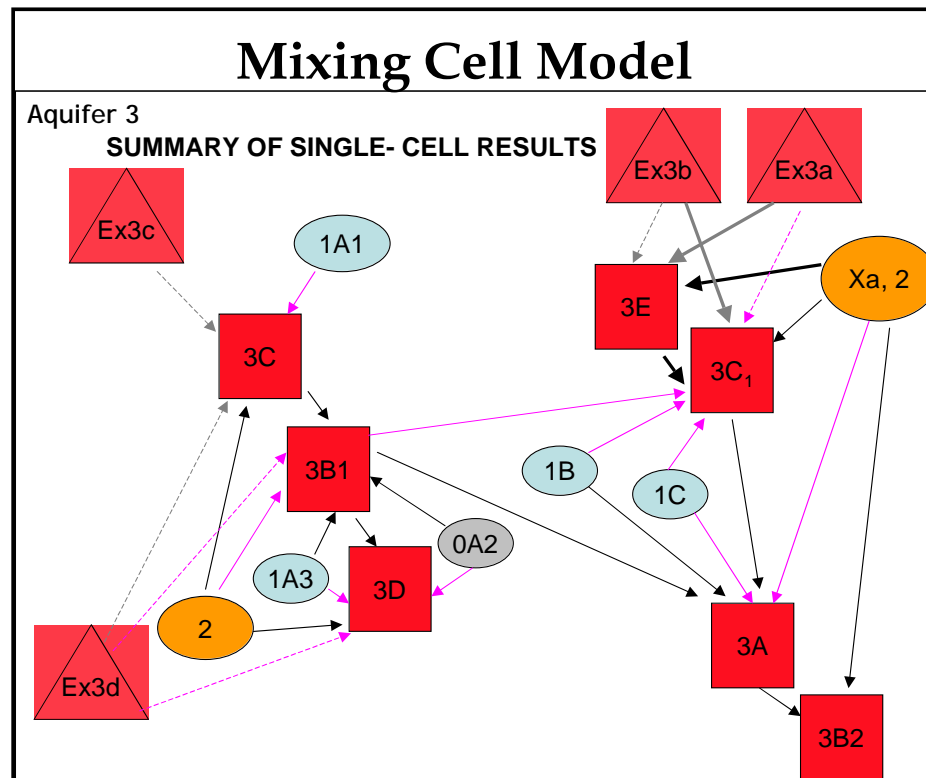 Mixing Cell Model
Aquifer 3
SUMMARY OF SINGLE- CELL RESULTS
Ex3b
Ex3a
Ex3c
1A1
Xa, 2
3E
3C
3C₁
3B1
1B
1C
0A2
1A3
3D
2
3A
Ex3d
3B2